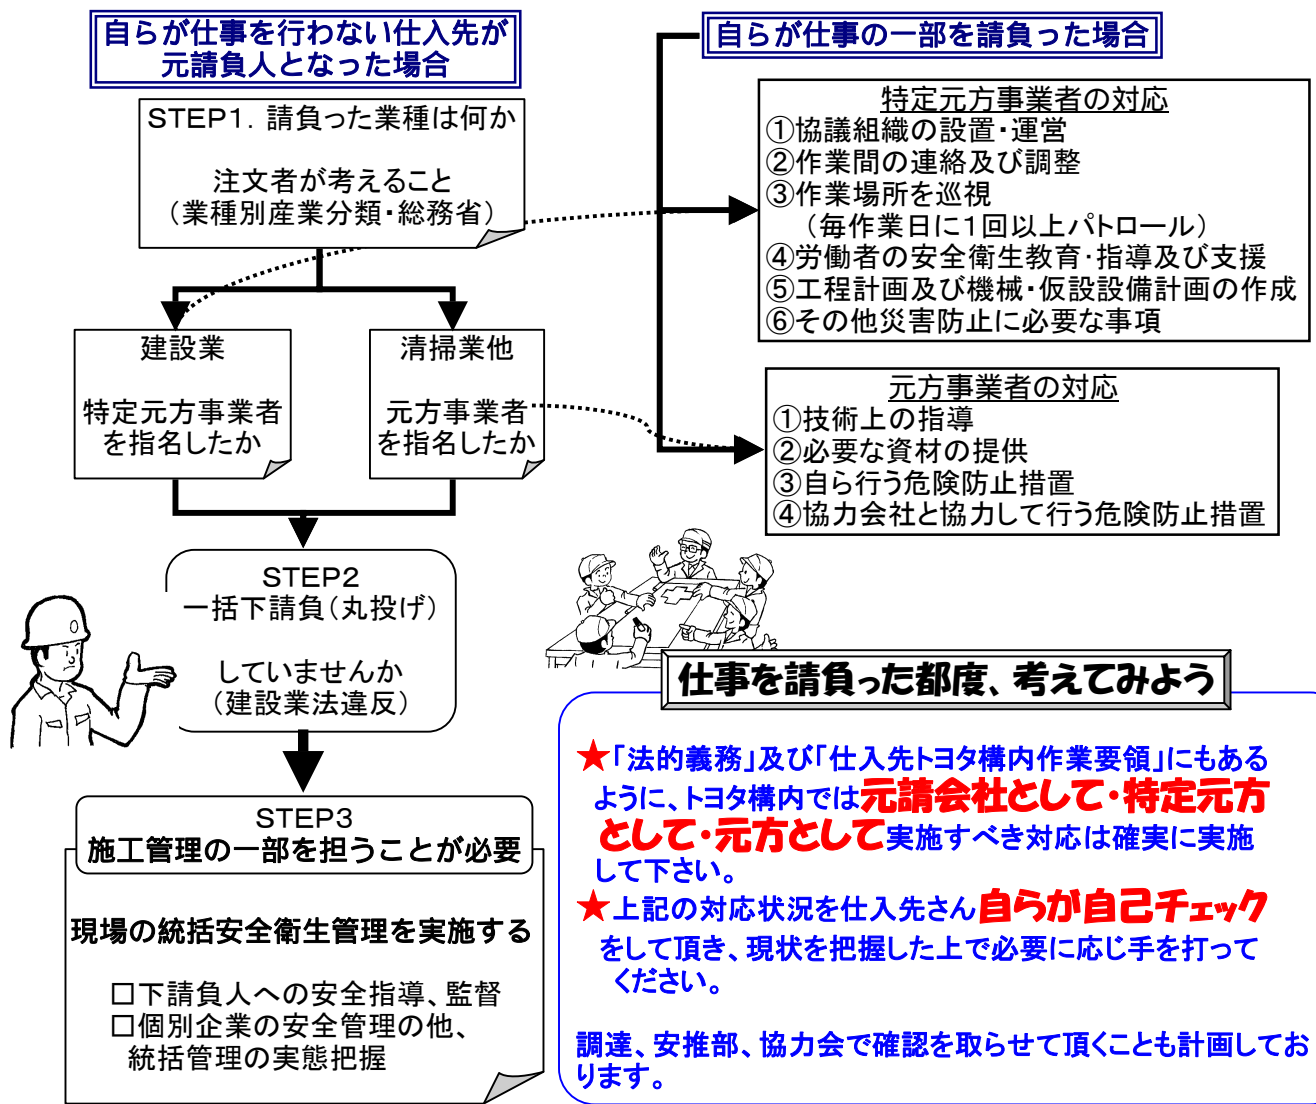 自らが仕事を行わない仕入先が
元請負人となった場合
STEP1．請負った業種は何か
注文者が考えること
（業種別産業分類・総務省）
建設業
特定元方事業者
を指名したか
清掃業他
元方事業者
を指名したか
STEP2
一括下請負（丸投げ）
していませんか
（建設業法違反）
STEP3
施工管理の一部を担うことが必要
現場の統括安全衛生管理を実施する
□下請負人への安全指導、監督
□個別企業の安全管理の他、
統括管理の実態把握
自らが仕事の一部を請負った場合
特定元方事業者の対応
①協議組織の設置・運営
②作業間の連絡及び調整
③作業場所を巡視
（毎作業日に１回以上パトロール）
④労働者の安全衛生教育・指導及び支援
⑤工程計画及び機械・仮設設備計画の作成
⑥その他災害防止に必要な事項
元方事業者の対応
①技術上の指導
②必要な資材の提供
③自ら行う危険防止措置
④協力会社と協力して行う危険防止措置
仕事を請負った都度、考えてみよう
★「法的義務」及び「仕入先トヨタ構内作業要領」にもある
ように、トヨタ構内では元請会社として・特定元方
として・元方として実施すべき対応は確実に実施
して下さい。
★上記の対応状況を仕入先さん自らが自己チェック
をして頂き、現状を把握した上で必要に応じ手を打って
ください。
調達、安推部、協力会で確認を取らせて頂くことも計画してお
ります。